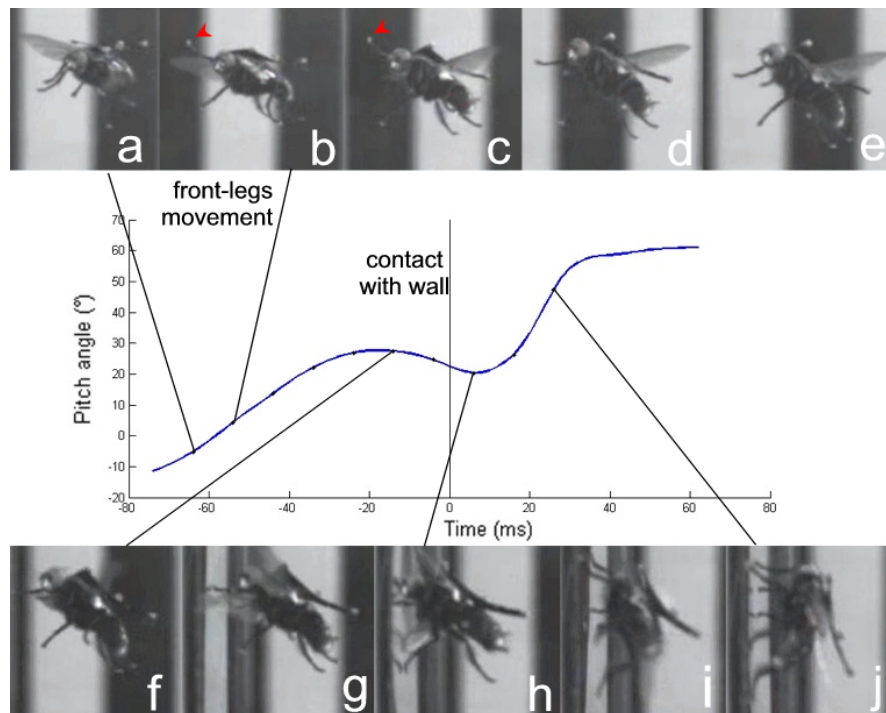 a b c d e
front-legs
movement
contact
with wall
Pitch angle (°)
70
60
50
40
30
20
10
0
-10
-20
-80 -60 -40 -20 0 20 40 60 80
Time (ms)
f g h i j